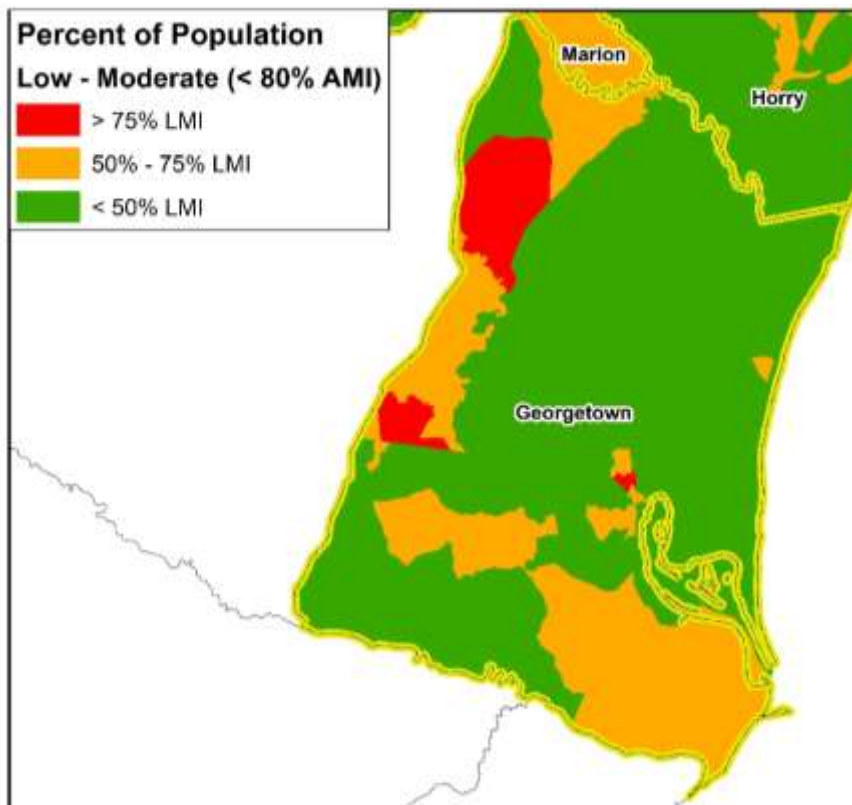 Percent of Population
Low - Moderate (< 80% AMI)
> 75% LMI
50% - 75% LMI
< 50% LMI
Marion
Horry
Georgetown